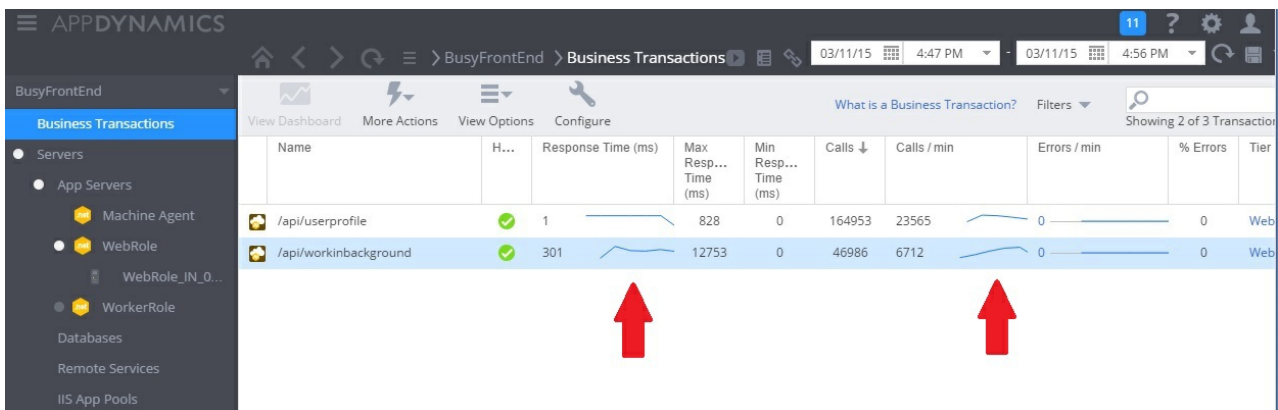 APPDYNAMICS
11 ?
> BusyFrontEnd > Business Transactions 03/11/15 4:47 PM - 03/11/15 4:56 PM
BusyFrontEnd
Business Transactions
Servers
App Servers
Machine Agent
WebRole
WebRole_IN_0...
WorkerRole
Databases
Remote Services
IIS App Pools
View Dashboard More Actions View Options Configure What is a Business Transaction? Filters
Showing 2 of 3 Transaction
Name H... Response Time (ms) Max Resp... Time (ms) Min Resp... Time (ms) Calls ↓ Calls / min Errors / min % Errors Tier
/api/userprofile 1 828 0 164953 23565 0 0 Web
/api/workinbackground 301 12753 0 46986 6712 0 0 Web